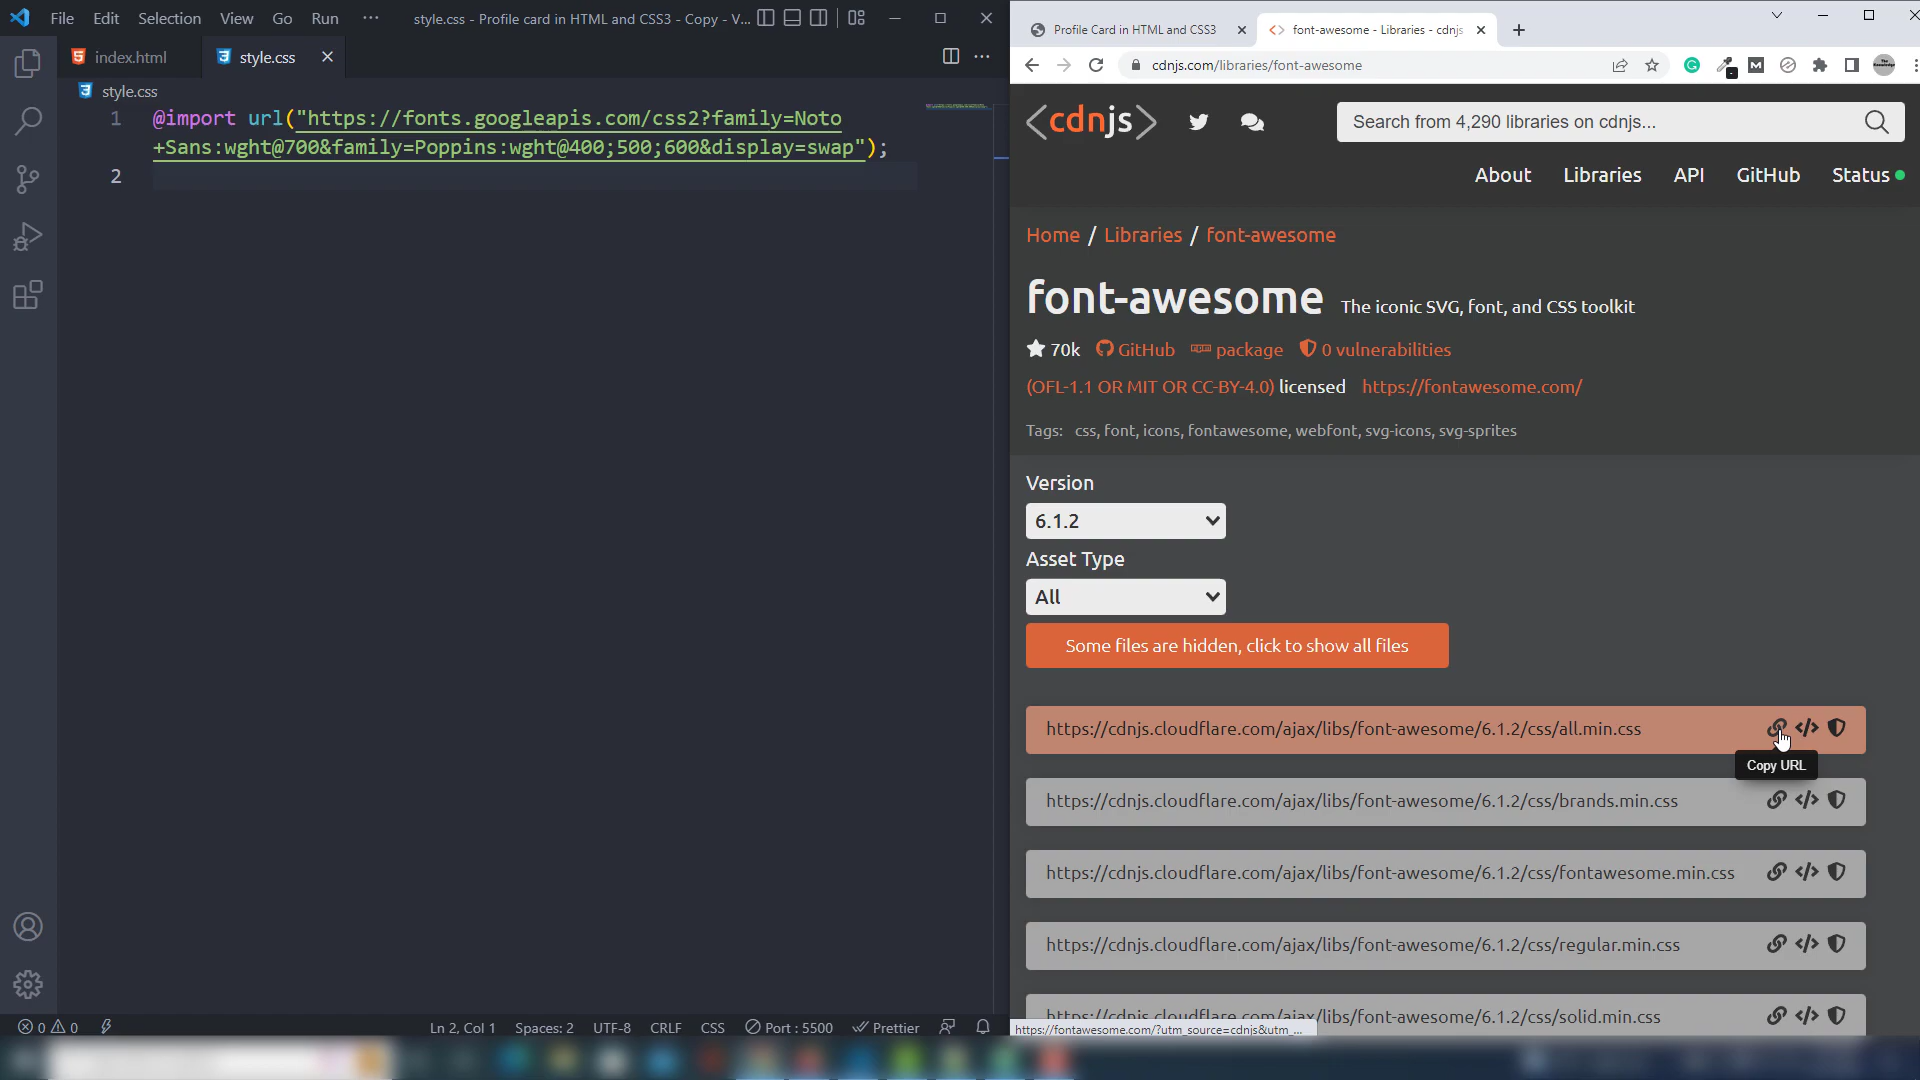 File Edit Selection View Go Run ··· style.css - Profile card in HTML and CSS3 - Copy - V...
index.html style.css
style.css
1 @import url("https://fonts.googleapis.com/css2?family=Noto
+Sans:wght@700&family=Poppins:wght@400;500;600&display=swap");
2
0 0 Ln 2, Col 1 Spaces: 2 UTF-8 CRLF CSS Port : 5500 Prettier
Profile Card in HTML and CSS3 font-awesome - Libraries - cdnjs
cdnjs.com/libraries/font-awesome
<cdnjs> Search from 4,290 libraries on cdnjs...
About Libraries API GitHub Status
Home / Libraries / font-awesome
font-awesome The iconic SVG, font, and CSS toolkit
70k GitHub package 0 vulnerabilities
(OFL-1.1 OR MIT OR CC-BY-4.0) licensed https://fontawesome.com/
Tags: css, font, icons, fontawesome, webfont, svg-icons, svg-sprites
Version
6.1.2
Asset Type
All
Some files are hidden, click to show all files
https://cdnjs.cloudflare.com/ajax/libs/font-awesome/6.1.2/css/all.min.css
Copy URL
https://cdnjs.cloudflare.com/ajax/libs/font-awesome/6.1.2/css/brands.min.css
https://cdnjs.cloudflare.com/ajax/libs/font-awesome/6.1.2/css/fontawesome.min.css
https://cdnjs.cloudflare.com/ajax/libs/font-awesome/6.1.2/css/regular.min.css
https://cdnjs.cloudflare.com/ajax/libs/font-awesome/6.1.2/css/solid.min.css
https://fontawesome.com/?utm_source=cdnjs&utm_...